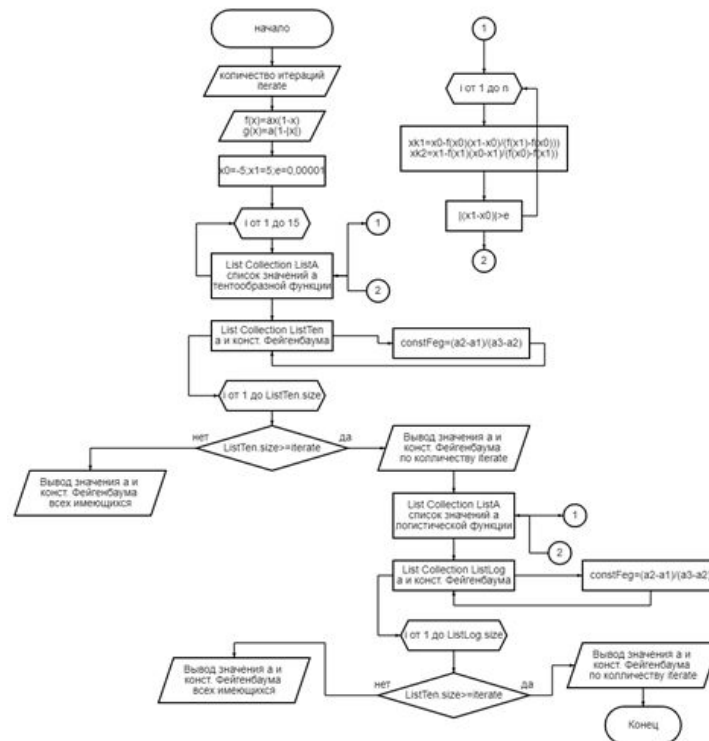 начало
количество итераций
iterate
f(x)=ax(1-x)
g(x)=a(1-|x|)
x0=-5;x1=5;e=0,00001
i от 1 до 15
List Collection ListA
список значений а
тентообразной функции
1
2
List Collection ListTen
а и конст. Фейгенбаума
constFeg=(a2-a1)/(a3-a2)
i от 1 до ListTen.size
нет
ListTen.size>=iterate
да
Вывод значения а и
конст. Фейгенбаума
всех имеющихся
Вывод значения а и
конст. Фейгенбаума
по колличеству iterate
List Collection ListA
список значений а
логистической функции
1
2
List Collection ListLog
а и конст. Фейгенбаума
constFeg=(a2-a1)/(a3-a2)
i от 1 до ListLog.size
Вывод значения а и
конст. Фейгенбаума
всех имеющихся
нет
ListTen.size>=iterate
да
Вывод значения а и
конст. Фейгенбаума
по колличеству iterate
Конец
1
i от 1 до n
xk1=x0-f(x0)(x1-x0)/(f(x1)-f(x0)))
xk2=x1-f(x1)(x0-x1)/(f(x0)-f(x1))
|(x1-x0)|>e
2